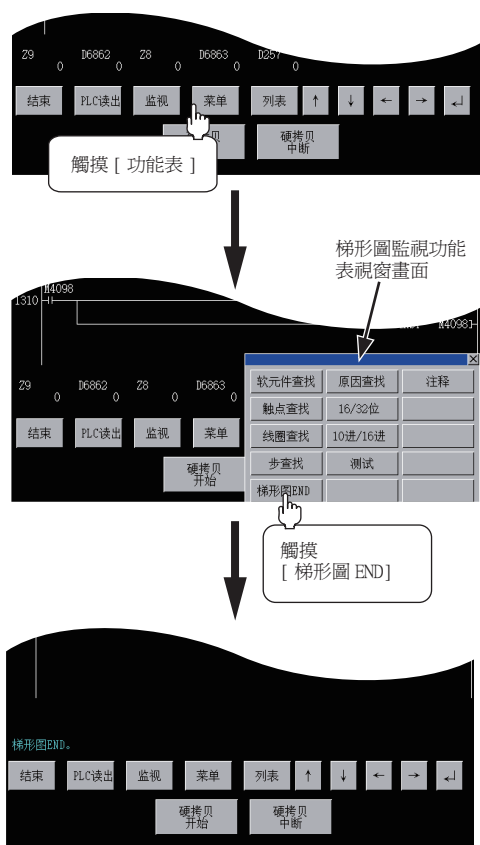 Z9 D6862 Z8 D6863 D257
0 0 0 0 0
结束 PLC读出 监视 菜单 列表 ↑ ↓ ← → ↵
贝 硬拷贝
中断
觸摸 [ 功能表 ]
梯形圖監視功能
表視窗畫面
M4098
1310
M4098
Z9 D6862 Z8 D6863
0 0 0 0
结束 PLC读出 监视 菜单
硬拷贝
开始
×
软元件查找 原因查找 注释
触点查找 16/32位
线圈查找 10进/16进
步查找 测试
梯形图END
觸摸
[ 梯形圖 END]
梯形图END。
结束 PLC读出 监视 菜单 列表 ↑ ↓ ← → ↵
硬拷贝 硬拷贝
开始 中断